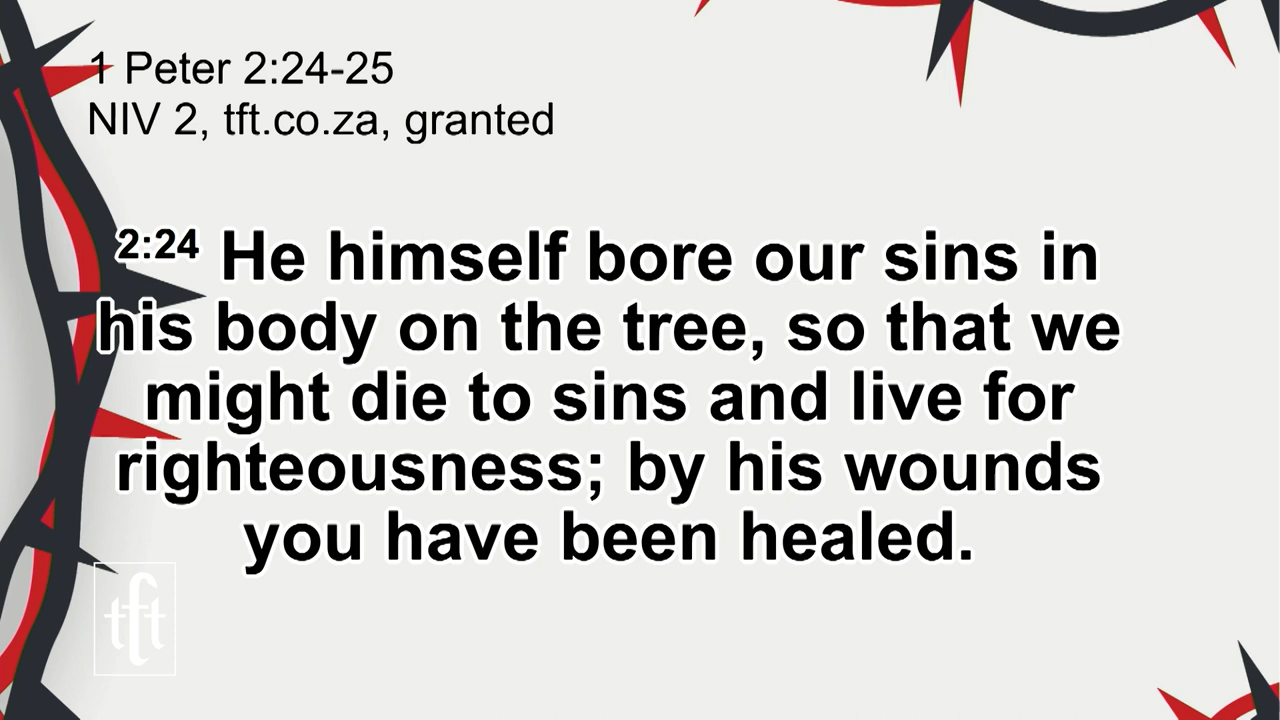 1 Peter 2:24-25
NIV 2, tft.co.za, granted
2:24 He himself bore our sins in
his body on the tree, so that we
might die to sins and live for
righteousness; by his wounds
you have been healed.
tft